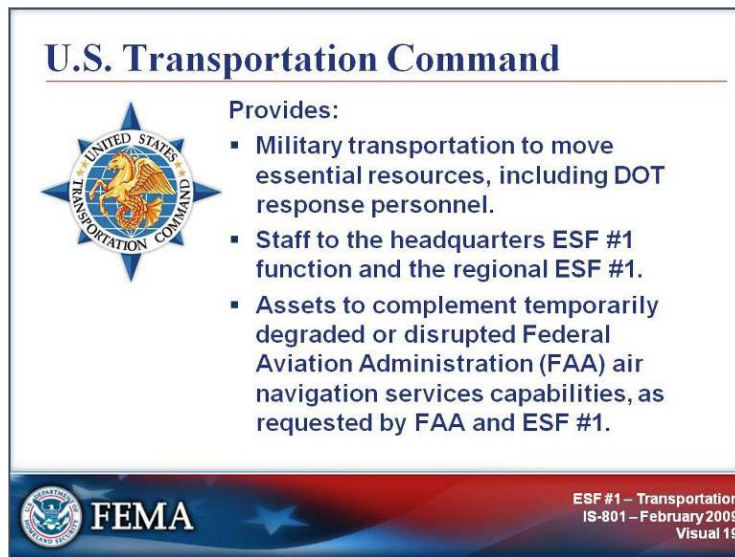 U.S. Transportation Command
UNITED STATES
TRANSPORTATION COMMAND
Provides:
▪ Military transportation to move
essential resources, including DOT
response personnel.
▪ Staff to the headquarters ESF #1
function and the regional ESF #1.
▪ Assets to complement temporarily
degraded or disrupted Federal
Aviation Administration (FAA) air
navigation services capabilities, as
requested by FAA and ESF #1.
FEMA
ESF #1 – Transportation
IS-801 – February 2009
Visual 19